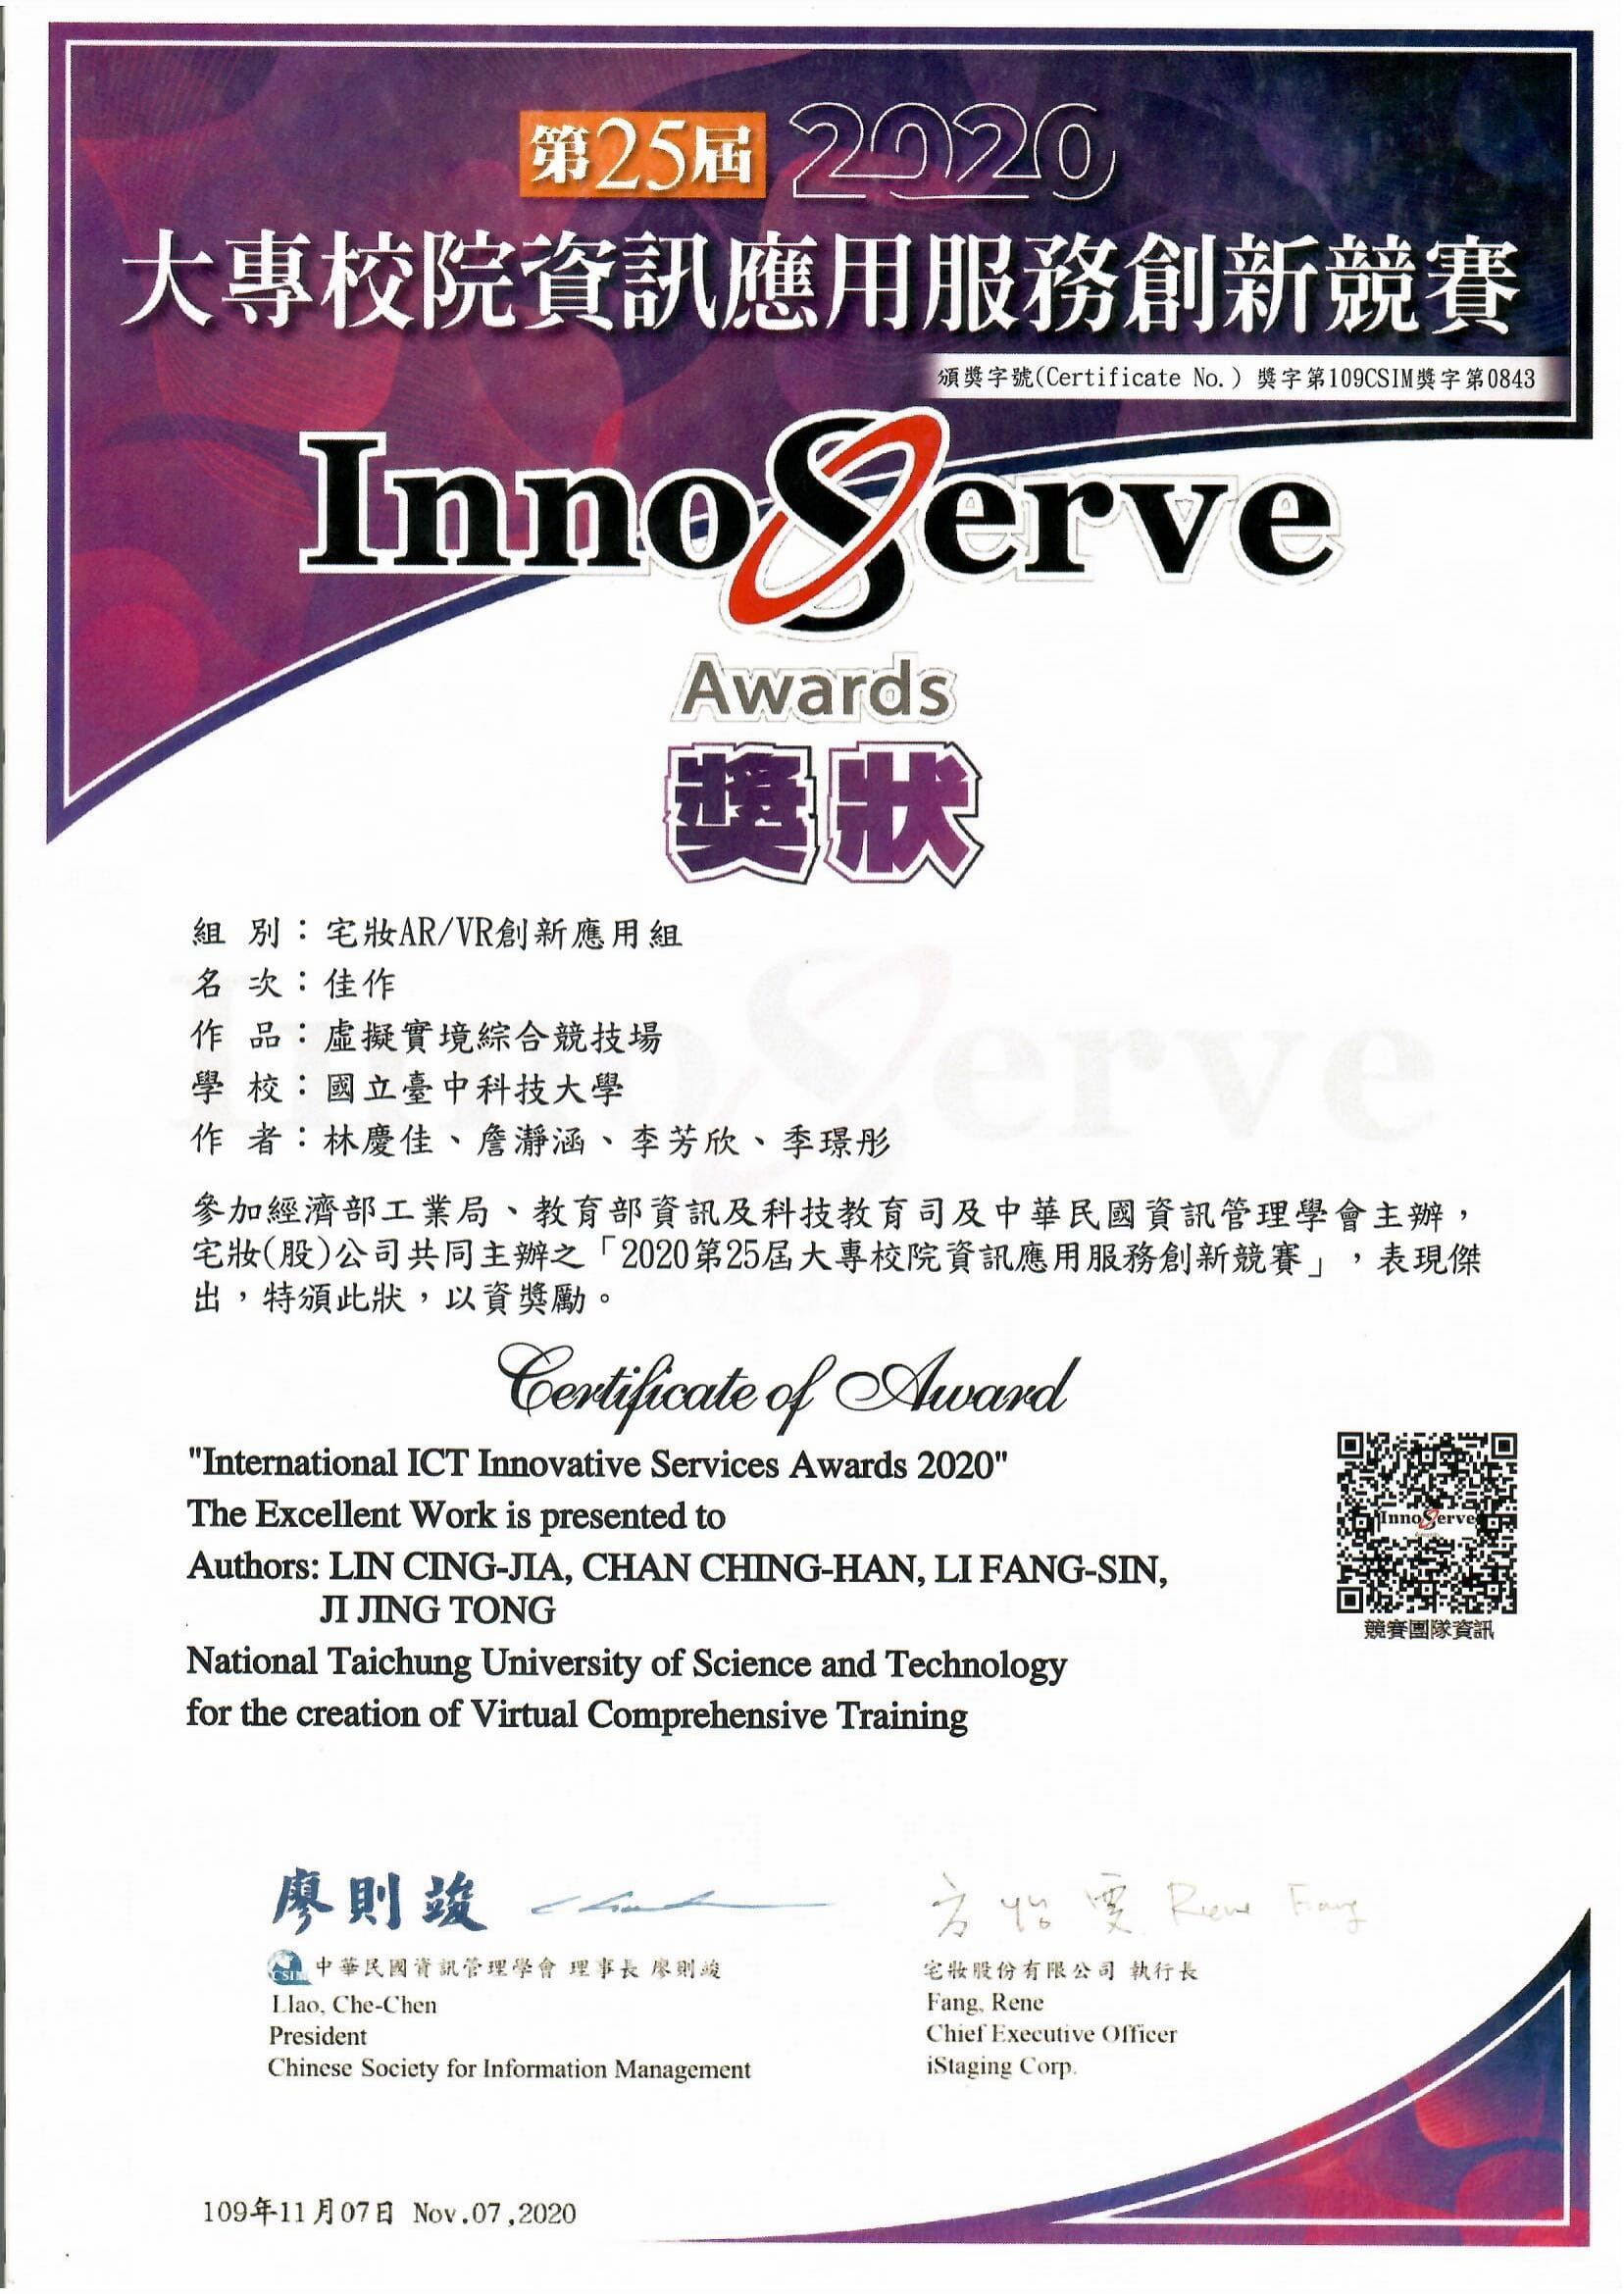 第25屆 2020
大專校院資訊應用服務創新競賽
頒獎字號(Certificate No.) 獎字第109CSIM獎字第0843
InnoServe
Awards
獎狀
組 別：宅妝AR/VR創新應用組
名 次：佳作
作 品：虛擬實境綜合競技場
學 校：國立臺中科技大學
作 者：林慶佳、詹瀞涵、李芳欣、季璟彤
參加經濟部工業局、教育部資訊及科技教育司及中華民國資訊管理學會主辦，
宅妝(股)公司共同主辦之「2020第25屆大專校院資訊應用服務創新競賽」，表現傑
出，特頒此狀，以資獎勵。
Certificate of Award
"International ICT Innovative Services Awards 2020"
The Excellent Work is presented to
Authors: LIN CING-JIA, CHAN CHING-HAN, LI FANG-SIN,
JI JING TONG
National Taichung University of Science and Technology
for the creation of Virtual Comprehensive Training
InnoServe
競賽團隊資訊
廖則竣
方怡雯 Rene Fang
CSIM 中華民國資訊管理學會 理事長 廖則竣
Liao, Che-Chen
President
Chinese Society for Information Management
宅妝股份有限公司 執行長
Fang, Rene
Chief Executive Officer
iStaging Corp.
109年11月07日 Nov.07,2020